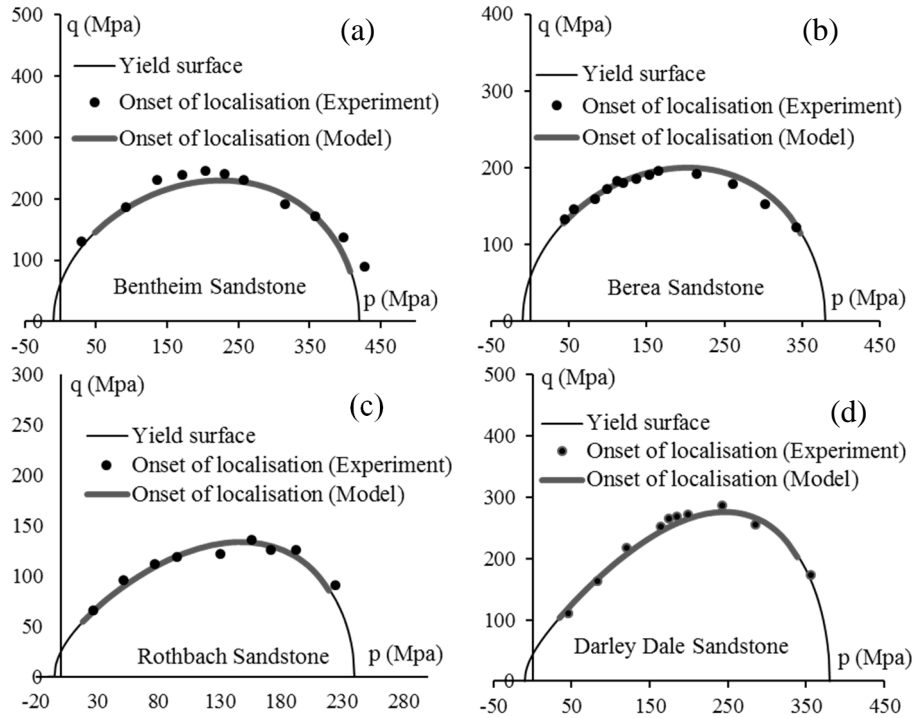 500
q (Mpa)
(a)
Yield surface
400
Onset of localisation (Experiment)
300
Onset of localisation (Model)
200
100
Bentheim Sandstone
p (Mpa)
0
-50 50 150 250 350 450
400
q (Mpa)
(b)
Yield surface
300
Onset of localisation (Experiment)
Onset of localisation (Model)
200
100
Berea Sandstone
p (Mpa)
0
-50 50 150 250 350 450
300
q (Mpa)
(c)
250
Yield surface
Onset of localisation (Experiment)
200
Onset of localisation (Model)
150
100
50
Rothbach Sandstone
p (Mpa)
0
-20 30 80 130 180 230 280
500
q (Mpa)
(d)
Yield surface
400
Onset of localisation (Experiment)
Onset of localisation (Model)
300
200
100
Darley Dale Sandstone
p (Mpa)
0
-50 50 150 250 350 450